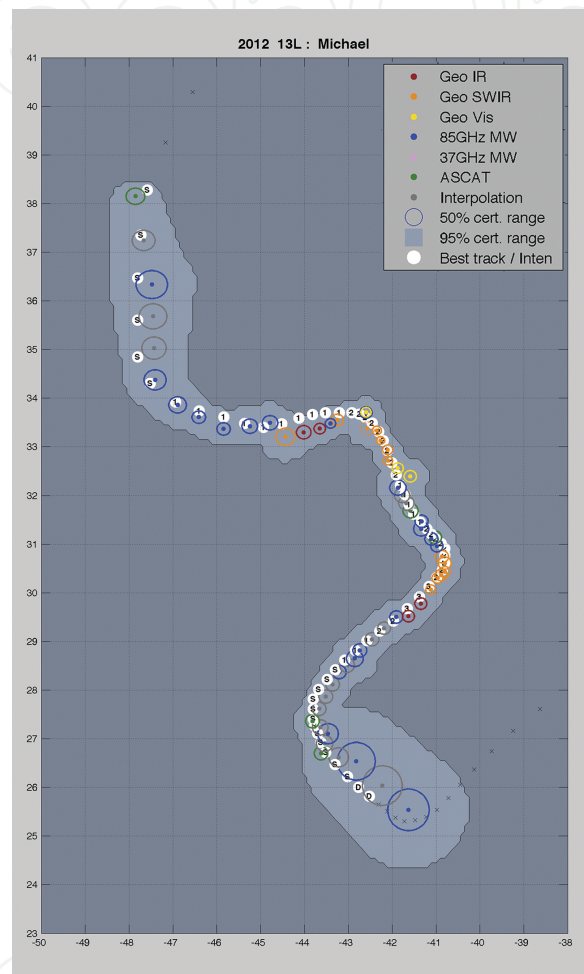 2012 13L : Michael
Geo IR
Geo SWIR
Geo Vis
85GHz MW
37GHz MW
ASCAT
Interpolation
50% cert. range
95% cert. range
Best track / Inten
41
40
39
38
37
36
35
34
33
32
31
30
29
28
27
26
25
24
23
-50 -49 -48 -47 -46 -45 -44 -43 -42 -41 -40 -39 -38